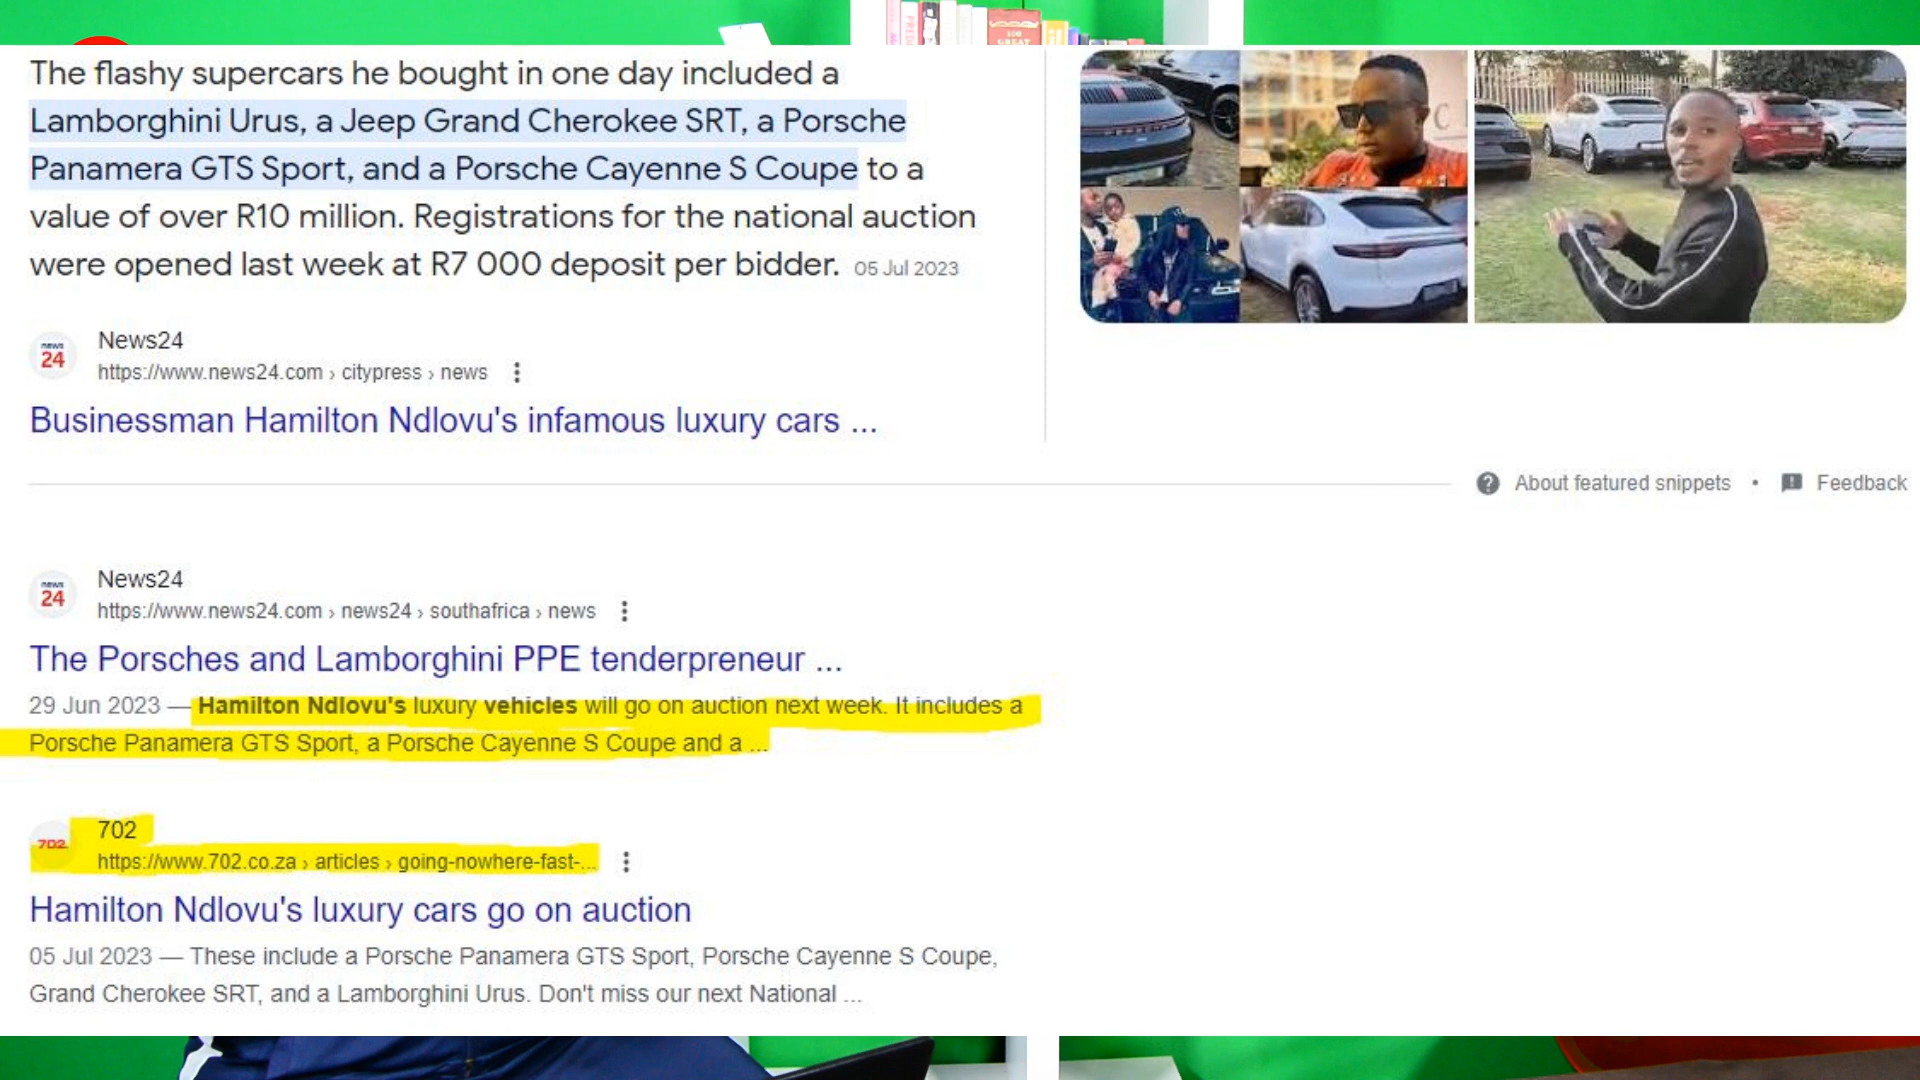 100
GREAT
The flashy supercars he bought in one day included a
Lamborghini Urus, a Jeep Grand Cherokee SRT, a Porsche
Panamera GTS Sport, and a Porsche Cayenne S Coupe to a
value of over R10 million. Registrations for the national auction
were opened last week at R7 000 deposit per bidder. 05 Jul 2023
news
24
News24
https://www.news24.com › citypress › news
Businessman Hamilton Ndlovu's infamous luxury cars ...
About featured snippets • Feedback
news
24
News24
https://www.news24.com › news24 › southafrica › news
The Porsches and Lamborghini PPE tenderpreneur ...
29 Jun 2023 — Hamilton Ndlovu's luxury vehicles will go on auction next week. It includes a
Porsche Panamera GTS Sport, a Porsche Cayenne S Coupe and a ...
702
702
https://www.702.co.za › articles › going-nowhere-fast-...
Hamilton Ndlovu's luxury cars go on auction
05 Jul 2023 — These include a Porsche Panamera GTS Sport, Porsche Cayenne S Coupe,
Grand Cherokee SRT, and a Lamborghini Urus. Don't miss our next National ...